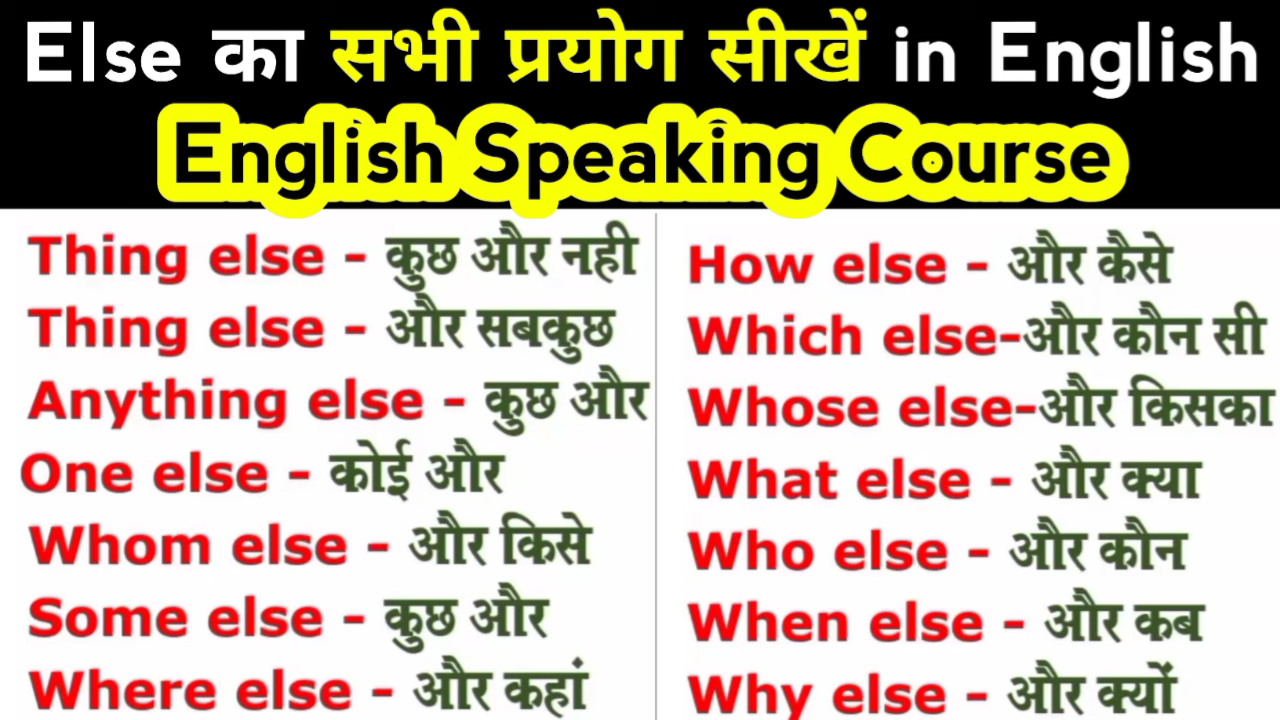 Else का सभी प्रयोग सीखें in English
English Speaking Course
Thing else - कुछ और नही
Thing else - और सबकुछ
Anything else - कुछ और
One else - कोई और
Whom else - और किसे
Some else - कुछ और
Where else - और कहां
How else - और कैसे
Which else-और कौन सी
Whose else-और किसका
What else - और क्या
Who else - और कौन
When else - और कब
Why else - और क्यों